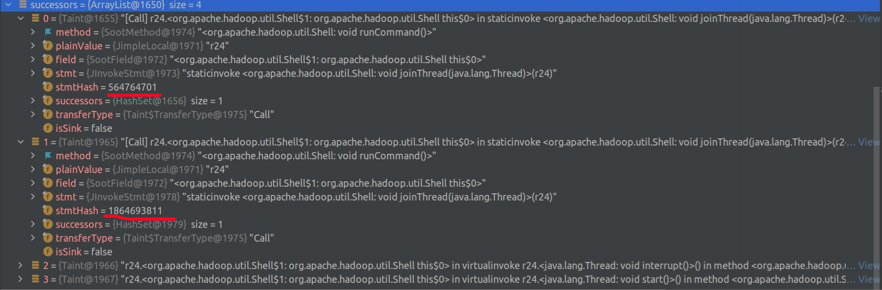 successors = {ArrayList@1650} size = 4
0 = {Taint@1655} "[Call] r24.<org.apache.hadoop.util.Shell$1: org.apache.hadoop.util.Shell this$0> in staticinvoke <org.apache.hadoop.util.Shell: void joinThread(java.lang.Thread)>(r24)" ... View
method = {SootMethod@1974} "<org.apache.hadoop.util.Shell: void runCommand()>"
plainValue = {JimpleLocal@1971} "r24"
field = {SootField@1972} "<org.apache.hadoop.util.Shell$1: org.apache.hadoop.util.Shell this$0>"
stmt = {JInvokeStmt@1973} "staticinvoke <org.apache.hadoop.util.Shell: void joinThread(java.lang.Thread)>(r24)"
stmtHash = 564764701
successors = {HashSet@1656} size = 1
transferType = {Taint$TransferType@1975} "Call"
isSink = false
1 = {Taint@1965} "[Call] r24.<org.apache.hadoop.util.Shell$1: org.apache.hadoop.util.Shell this$0> in staticinvoke <org.apache.hadoop.util.Shell: void joinThread(java.lang.Thread)>(r2... View
method = {SootMethod@1974} "<org.apache.hadoop.util.Shell: void runCommand()>"
plainValue = {JimpleLocal@1971} "r24"
field = {SootField@1972} "<org.apache.hadoop.util.Shell$1: org.apache.hadoop.util.Shell this$0>"
stmt = {JInvokeStmt@1978} "staticinvoke <org.apache.hadoop.util.Shell: void joinThread(java.lang.Thread)>(r24)"
stmtHash = 1864693811
successors = {HashSet@1979} size = 1
transferType = {Taint$TransferType@1975} "Call"
isSink = false
2 = {Taint@1966} "r24.<org.apache.hadoop.util.Shell$1: org.apache.hadoop.util.Shell this$0> in virtualinvoke r24.<java.lang.Thread: void interrupt()>() in method <org.apache.hadoop.... View
3 = {Taint@1967} "r24.<org.apache.hadoop.util.Shell$1: org.apache.hadoop.util.Shell this$0> in virtualinvoke r24.<java.lang.Thread: void start()>() in method <org.apache.hadoop.util.S... View